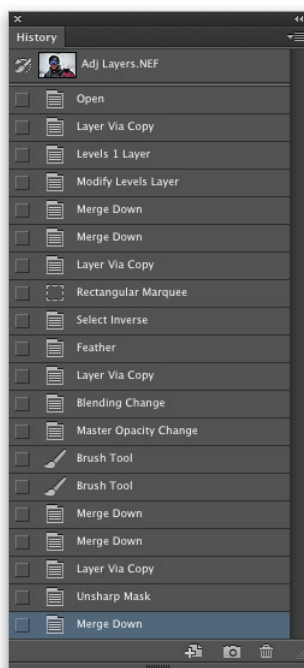 History
Adj Layers.NEF
Open
Layer Via Copy
Levels 1 Layer
Modify Levels Layer
Merge Down
Merge Down
Layer Via Copy
Rectangular Marquee
Select Inverse
Feather
Layer Via Copy
Blending Change
Master Opacity Change
Brush Tool
Brush Tool
Merge Down
Merge Down
Layer Via Copy
Unsharp Mask
Merge Down